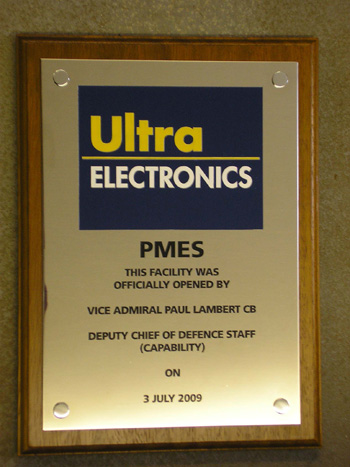 Ultra
ELECTRONICS
PMES
THIS FACILITY WAS
OFFICIALLY OPENED BY
VICE ADMIRAL PAUL LAMBERT CB
DEPUTY CHIEF OF DEFENCE STAFF
(CAPABILITY)
ON
3 JULY 2009